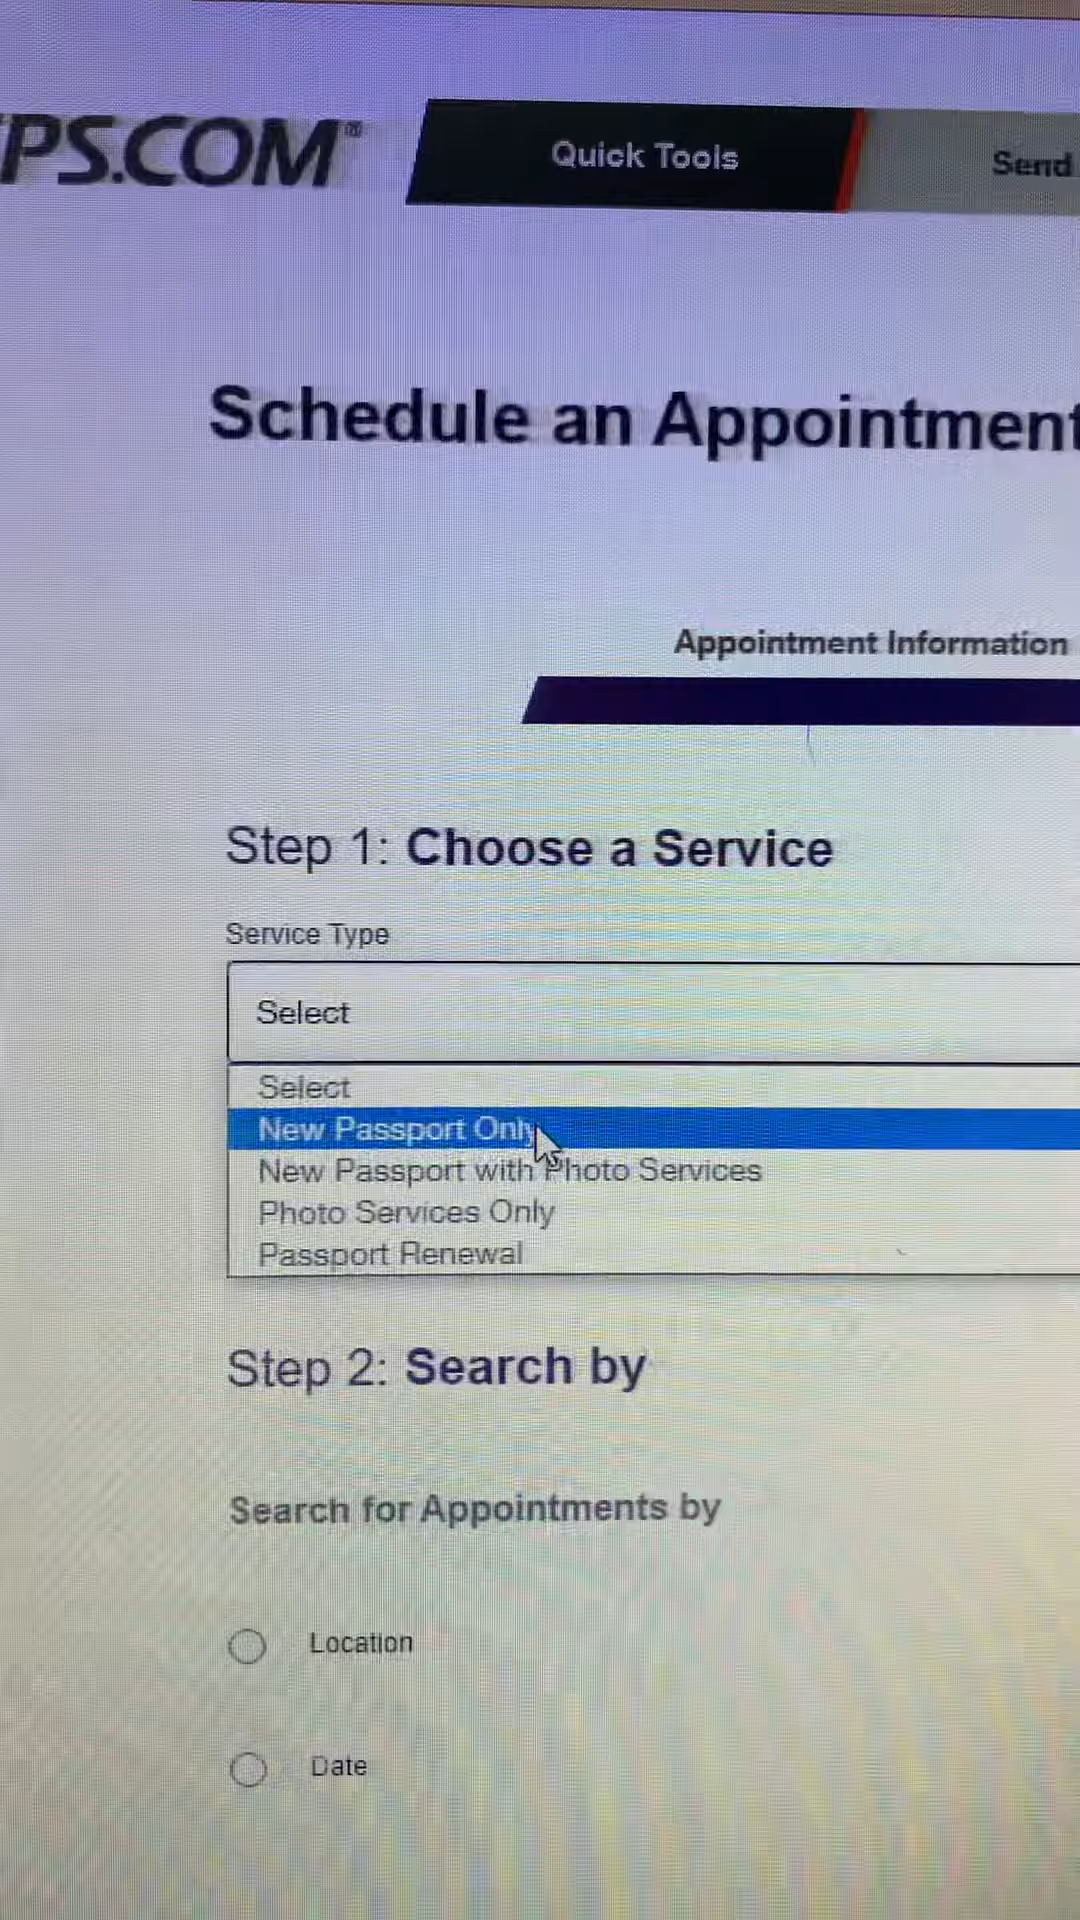 PS.COM
Quick Tools
Send
Schedule an Appointment
Appointment Information
Step 1: Choose a Service
Service Type
Select
Select
New Passport Only
New Passport with Photo Services
Photo Services Only
Passport Renewal
Step 2: Search by
Search for Appointments by
Location
Date